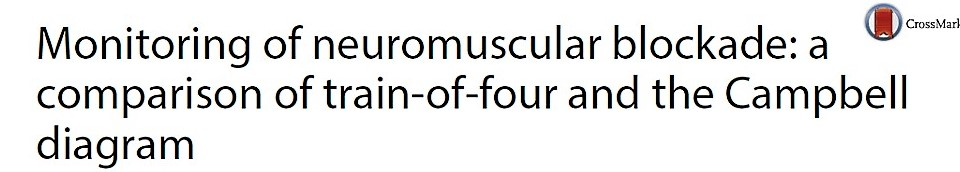 CrossMark
Monitoring of neuromuscular blockade: a
comparison of train-of-four and the Campbell
diagram